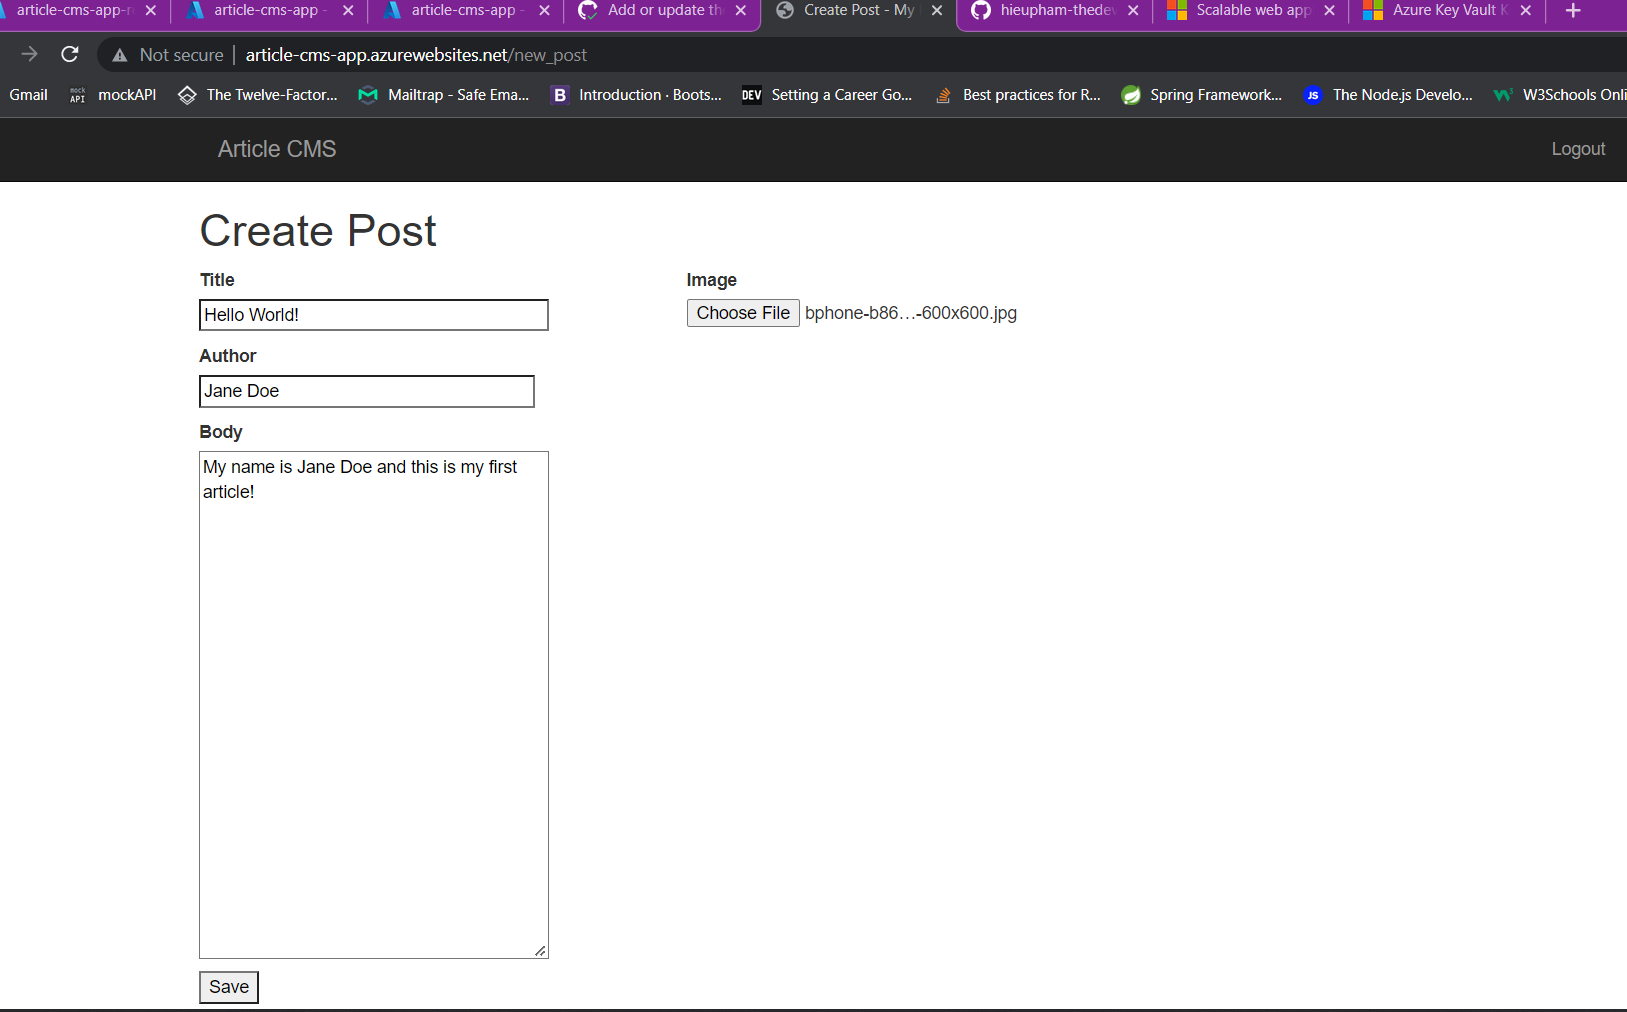 article-cms-app-r
article-cms-app -
article-cms-app -
Add or update th
Create Post - My
hieupham-thedev
Scalable web app
Azure Key Vault
Not secure
article-cms-app.azurewebsites.net/new_post
Gmail
mock API
mockAPI
The Twelve-Factor...
Mailtrap - Safe Ema...
B
Introduction · Boots...
DEV
Setting a Career Go...
Best practices for R...
Spring Framework...
JS
The Node.js Develo...
W3Schools Onli
Article CMS
Logout
Create Post
Title
Hello World!
Image
Choose File
bphone-b86...-600x600.jpg
Author
Jane Doe
Body
My name is Jane Doe and this is my first
article!
Save